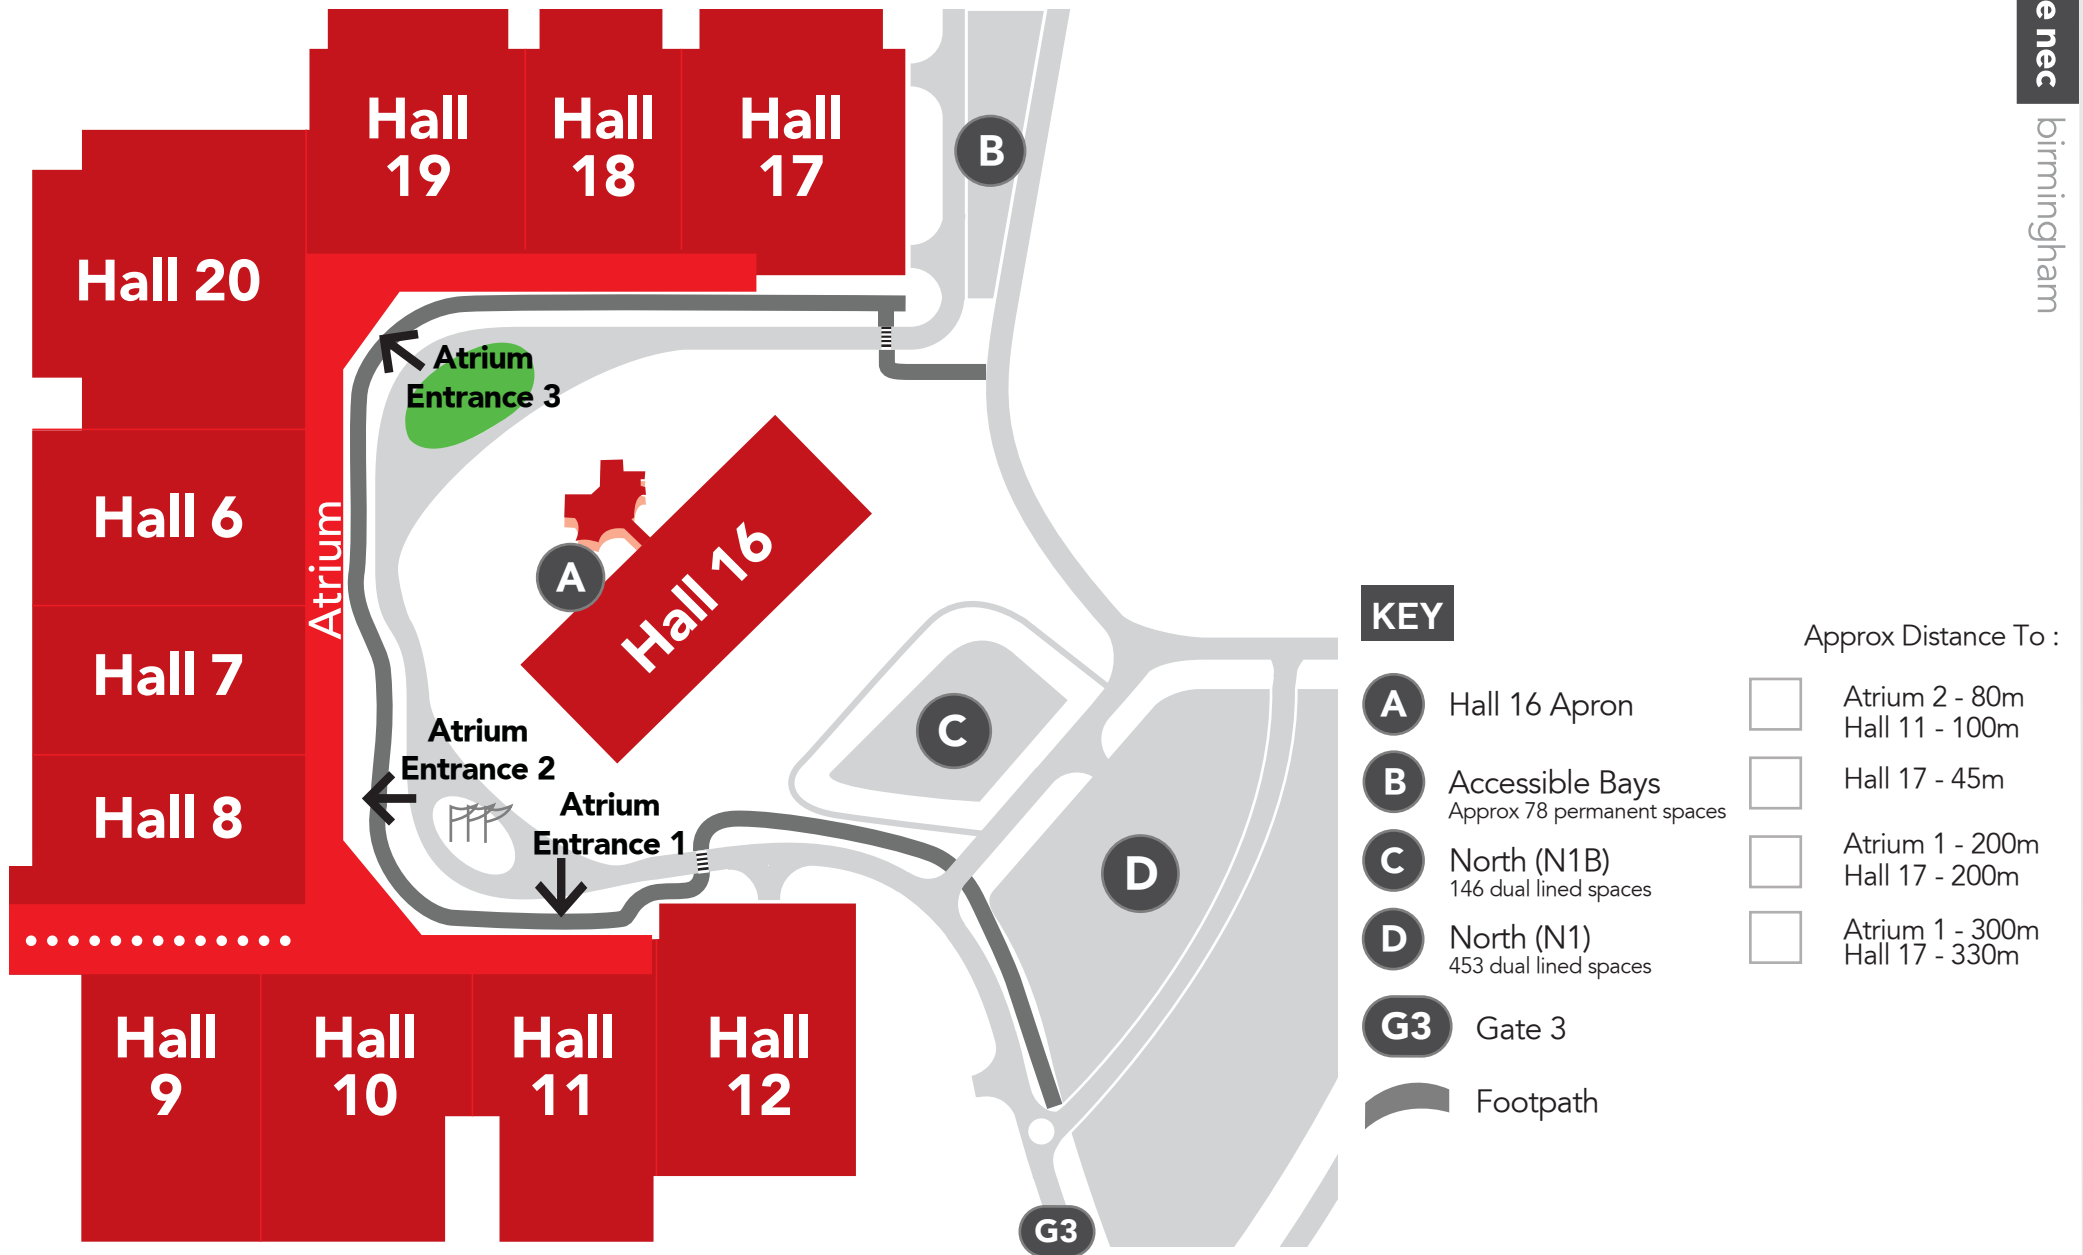 e nec
birmingham
Hall
19
Hall
18
Hall
17
B
Hall 20
Atrium
Entrance 3
Hall 6
Atrium
A
Hall 16
Hall 7
Atrium
Entrance 2
C
Hall 8
Atrium
Entrance 1
D
Hall
9
Hall
10
Hall
11
Hall
12
G3
KEY
Approx Distance To :
A Hall 16 Apron
Atrium 2 - 80m
Hall 11 - 100m
B Accessible Bays
Approx 78 permanent spaces
Hall 17 - 45m
C North (N1B)
146 dual lined spaces
Atrium 1 - 200m
Hall 17 - 200m
D North (N1)
453 dual lined spaces
Atrium 1 - 300m
Hall 17 - 330m
G3 Gate 3
Footpath